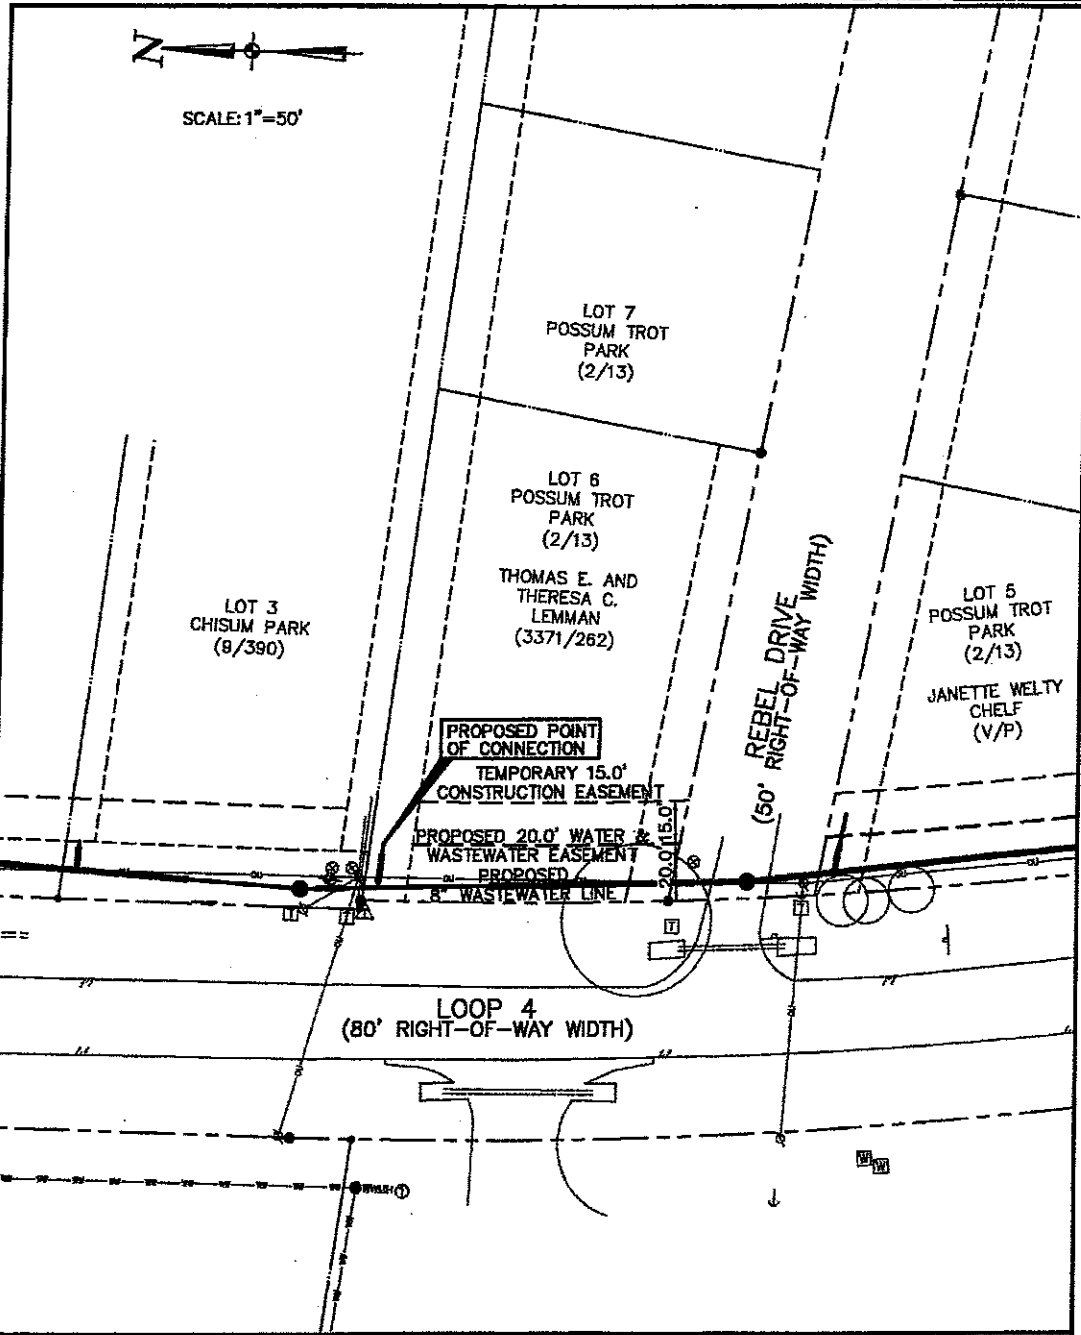 N
SCALE: 1"=50'
LOT 7
POSSUM TROT
PARK
(2/13)
LOT 6
POSSUM TROT
PARK
(2/13)
THOMAS E. AND
THERESA C.
LEMMAN
(3371/262)
LOT 3
CHISUM PARK
(9/390)
REBEL DRIVE
(50' RIGHT-OF-WAY WIDTH)
LOT 5
POSSUM TROT
PARK
(2/13)
JANETTE WELTY
CHELF
(V/P)
PROPOSED POINT
OF CONNECTION
TEMPORARY 15.0'
CONSTRUCTION EASEMENT
PROPOSED 20.0' WATER &
WASTEWATER EASEMENT
PROPOSED
8" WASTEWATER LINE
20.0'
15.0'
T
T
T
T
LOOP 4
(80' RIGHT-OF-WAY WIDTH)
W
W